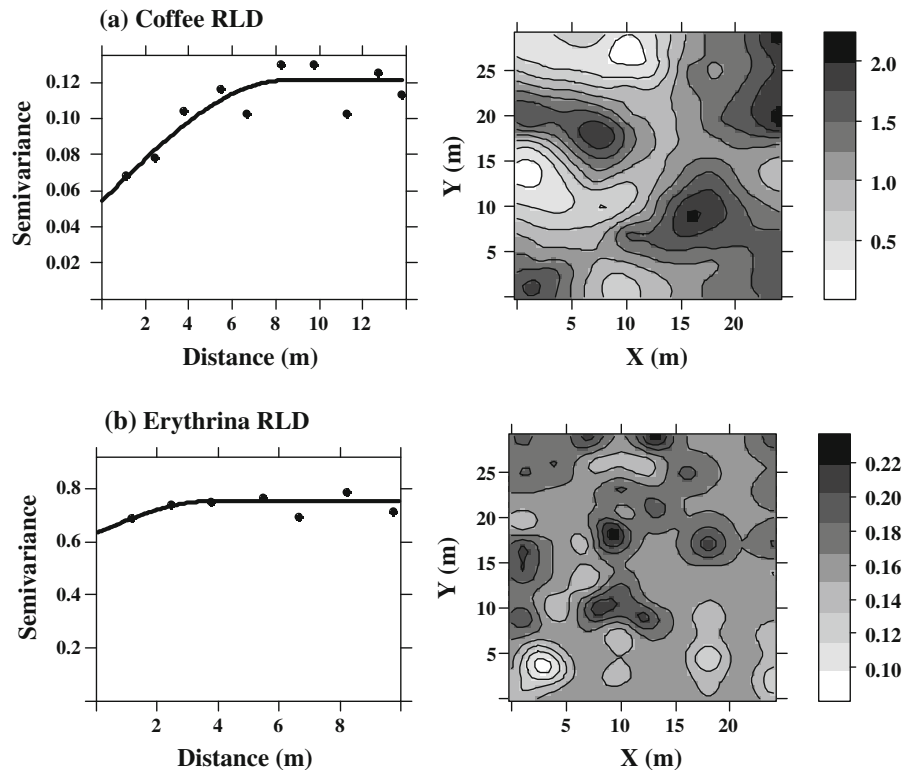 (a) Coffee RLD
0.12
0.10
0.08
0.06
0.04
0.02
Semivariance
2 4 6 8 10 12
Distance (m)
25
20
15
10
5
Y (m)
5 10 15 20
X (m)
2.0
1.5
1.0
0.5
(b) Erythrina RLD
0.8
0.6
0.4
0.2
Semivariance
2 4 6 8
Distance (m)
25
20
15
10
5
Y (m)
5 10 15 20
X (m)
0.22
0.20
0.18
0.16
0.14
0.12
0.10